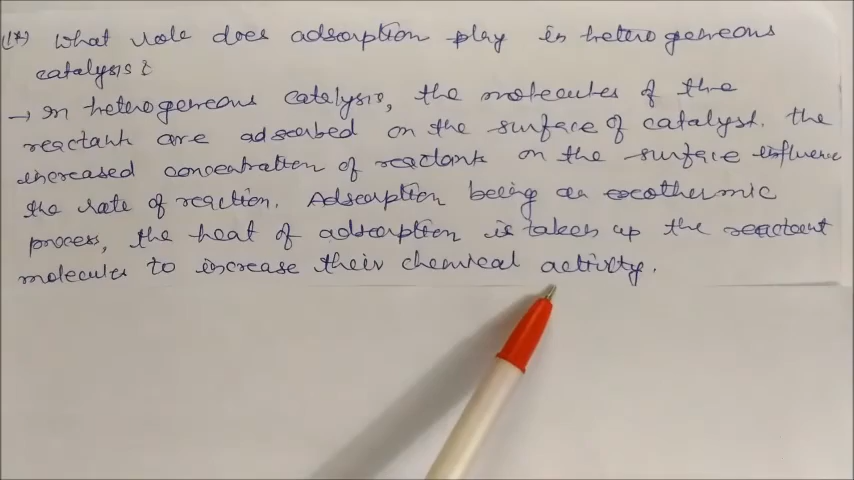 (17) What role does adsorption play in heterogeneous
catalysis?
→ In heterogeneous catalysis, the molecules of the
reactant are adsorbed on the surface of catalyst. The
increased concentration of reactant on the surface influence
the rate of reaction. Adsorption being an exothermic
process, the heat of adsorption is taken up the reactant
molecules to increase their chemical activity.